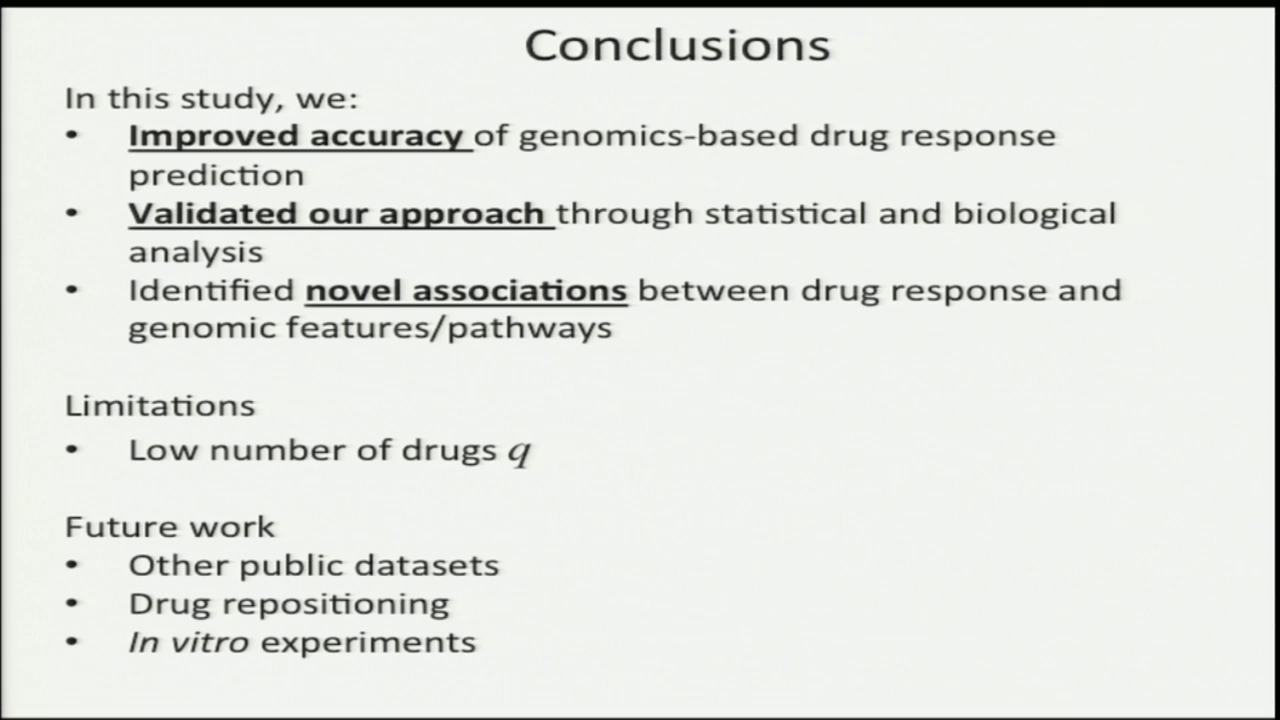 Conclusions
In this study, we:
• Improved accuracy of genomics-based drug response
prediction
• Validated our approach through statistical and biological
analysis
• Identified novel associations between drug response and
genomic features/pathways
Limitations
• Low number of drugs q
Future work
• Other public datasets
• Drug repositioning
• In vitro experiments